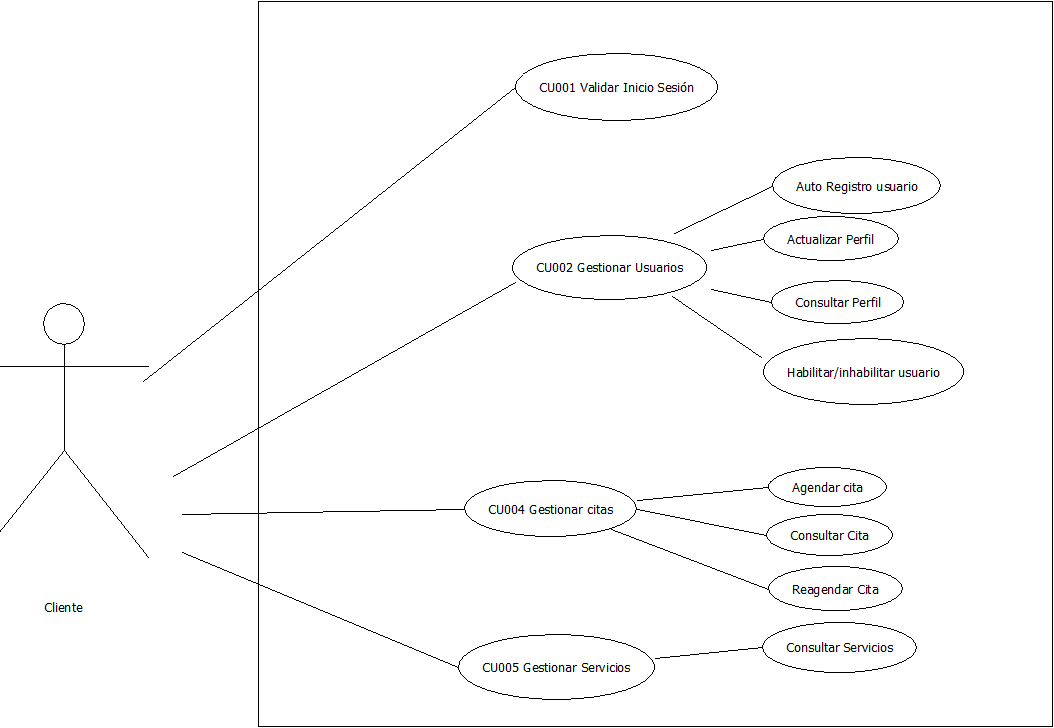 CU001 Validar Inicio Sesión
Auto Registro usuario
Actualizar Perfil
CU002 Gestionar Usuarios
Consultar Perfil
Habilitar/inhabilitar usuario
Agendar cita
CU004 Gestionar citas
Consultar Cita
Reagendar Cita
Cliente
Consultar Servicios
CU005 Gestionar Servicios